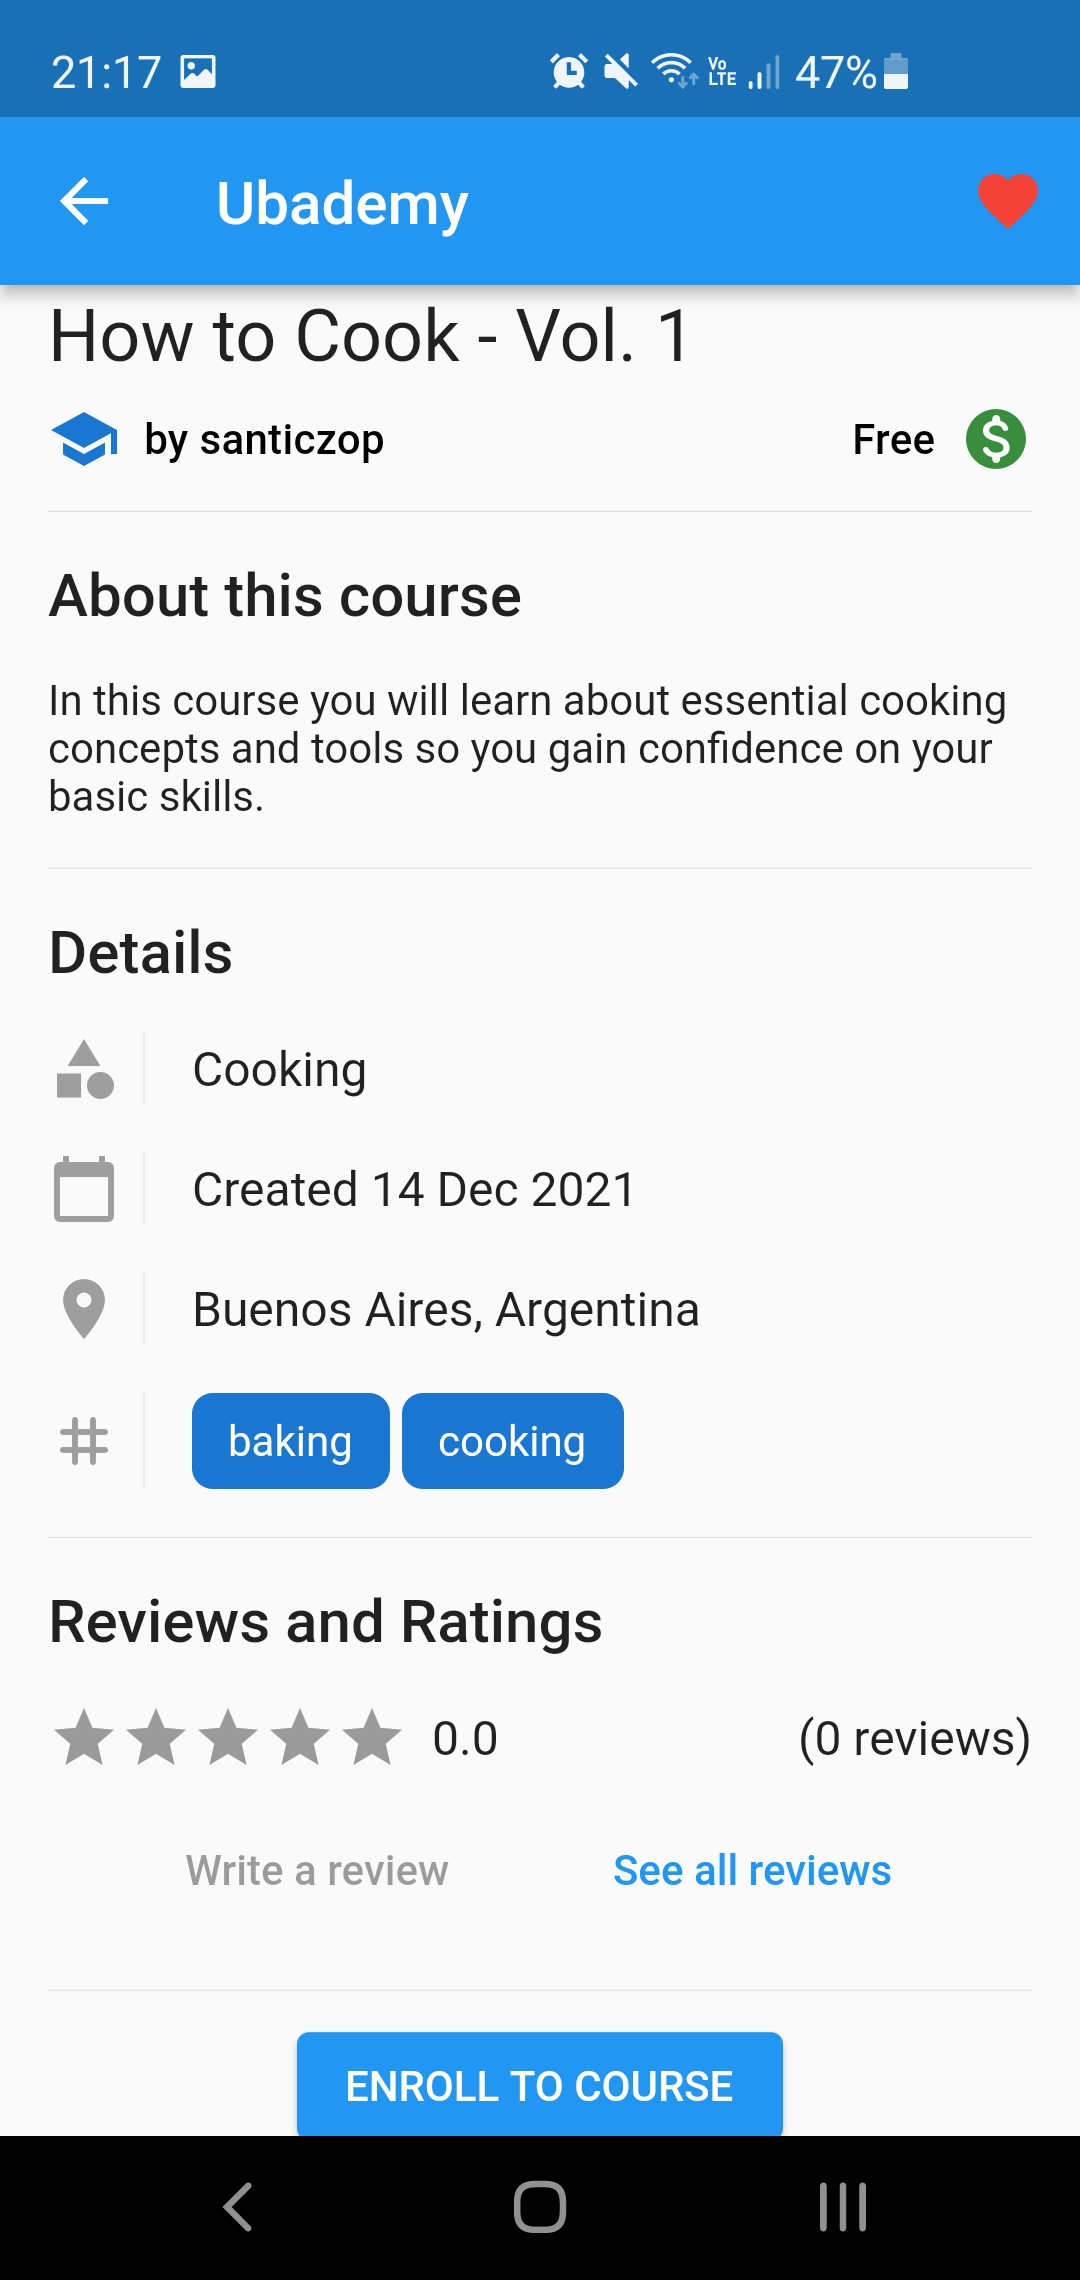 21:17
Vo
LTE
47%
Ubademy
How to Cook - Vol. 1
by santiczop
Free
About this course
In this course you will learn about essential cooking
concepts and tools so you gain confidence on your
basic skills.
Details
Cooking
Created 14 Dec 2021
Buenos Aires, Argentina
baking
cooking
Reviews and Ratings
0.0
(0 reviews)
Write a review
See all reviews
ENROLL TO COURSE